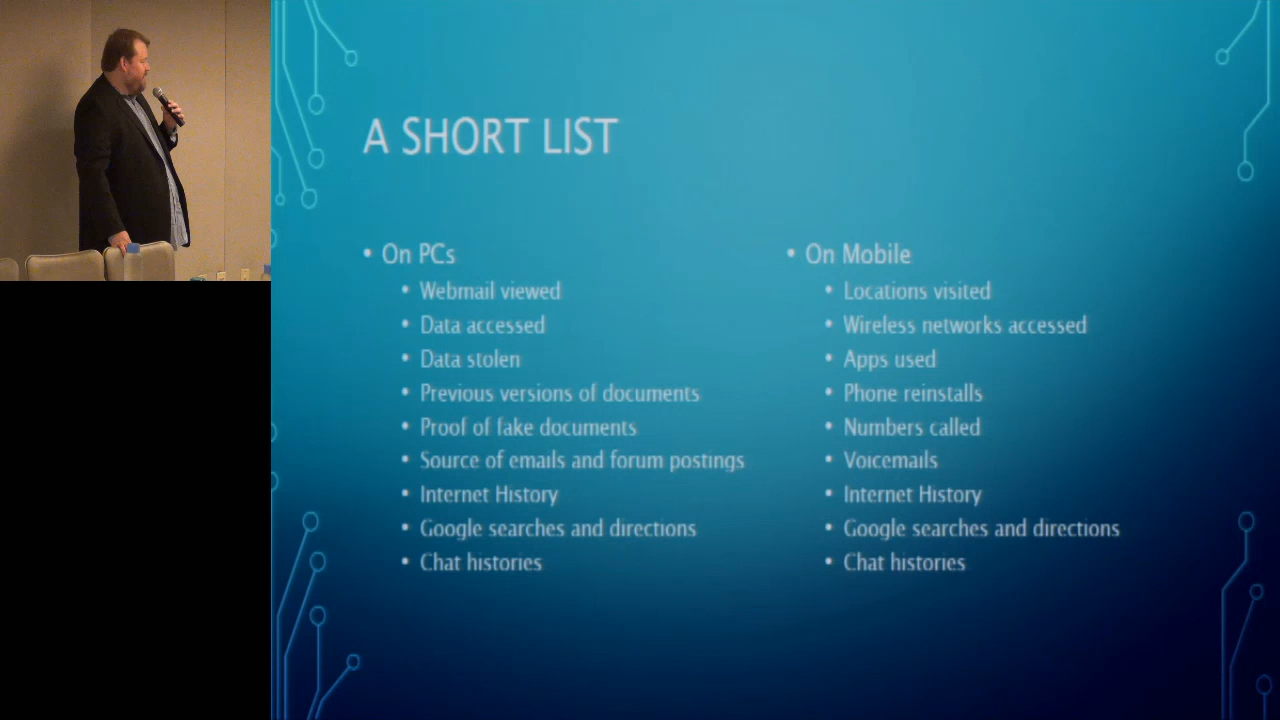 A SHORT LIST
• On PCs
• Webmail viewed
• Data accessed
• Data stolen
• Previous versions of documents
• Proof of fake documents
• Source of emails and forum postings
• Internet History
• Google searches and directions
• Chat histories
• On Mobile
• Locations visited
• Wireless networks accessed
• Apps used
• Phone reinstalls
• Numbers called
• Voicemails
• Internet History
• Google searches and directions
• Chat histories